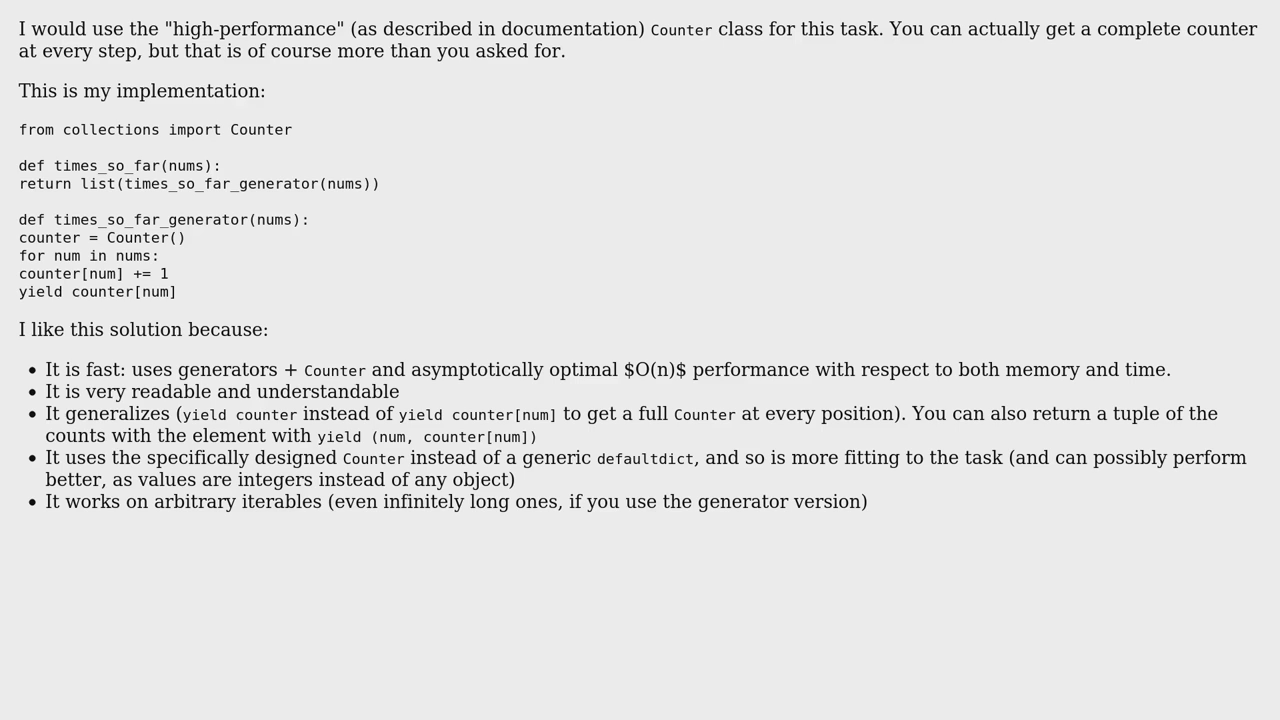 I would use the "high-performance" (as described in documentation) Counter class for this task. You can actually get a complete counter
at every step, but that is of course more than you asked for.
This is my implementation:
from collections import Counter
def times_so_far(nums):
return list(times_so_far_generator(nums))
def times_so_far_generator(nums):
counter = Counter()
for num in nums:
counter[num] += 1
yield counter[num]
I like this solution because:
• It is fast: uses generators + Counter and asymptotically optimal $O(n)$ performance with respect to both memory and time.
• It is very readable and understandable
• It generalizes (yield counter instead of yield counter[num] to get a full Counter at every position). You can also return a tuple of the
counts with the element with yield (num, counter[num])
• It uses the specifically designed Counter instead of a generic defaultdict, and so is more fitting to the task (and can possibly perform
better, as values are integers instead of any object)
• It works on arbitrary iterables (even infinitely long ones, if you use the generator version)